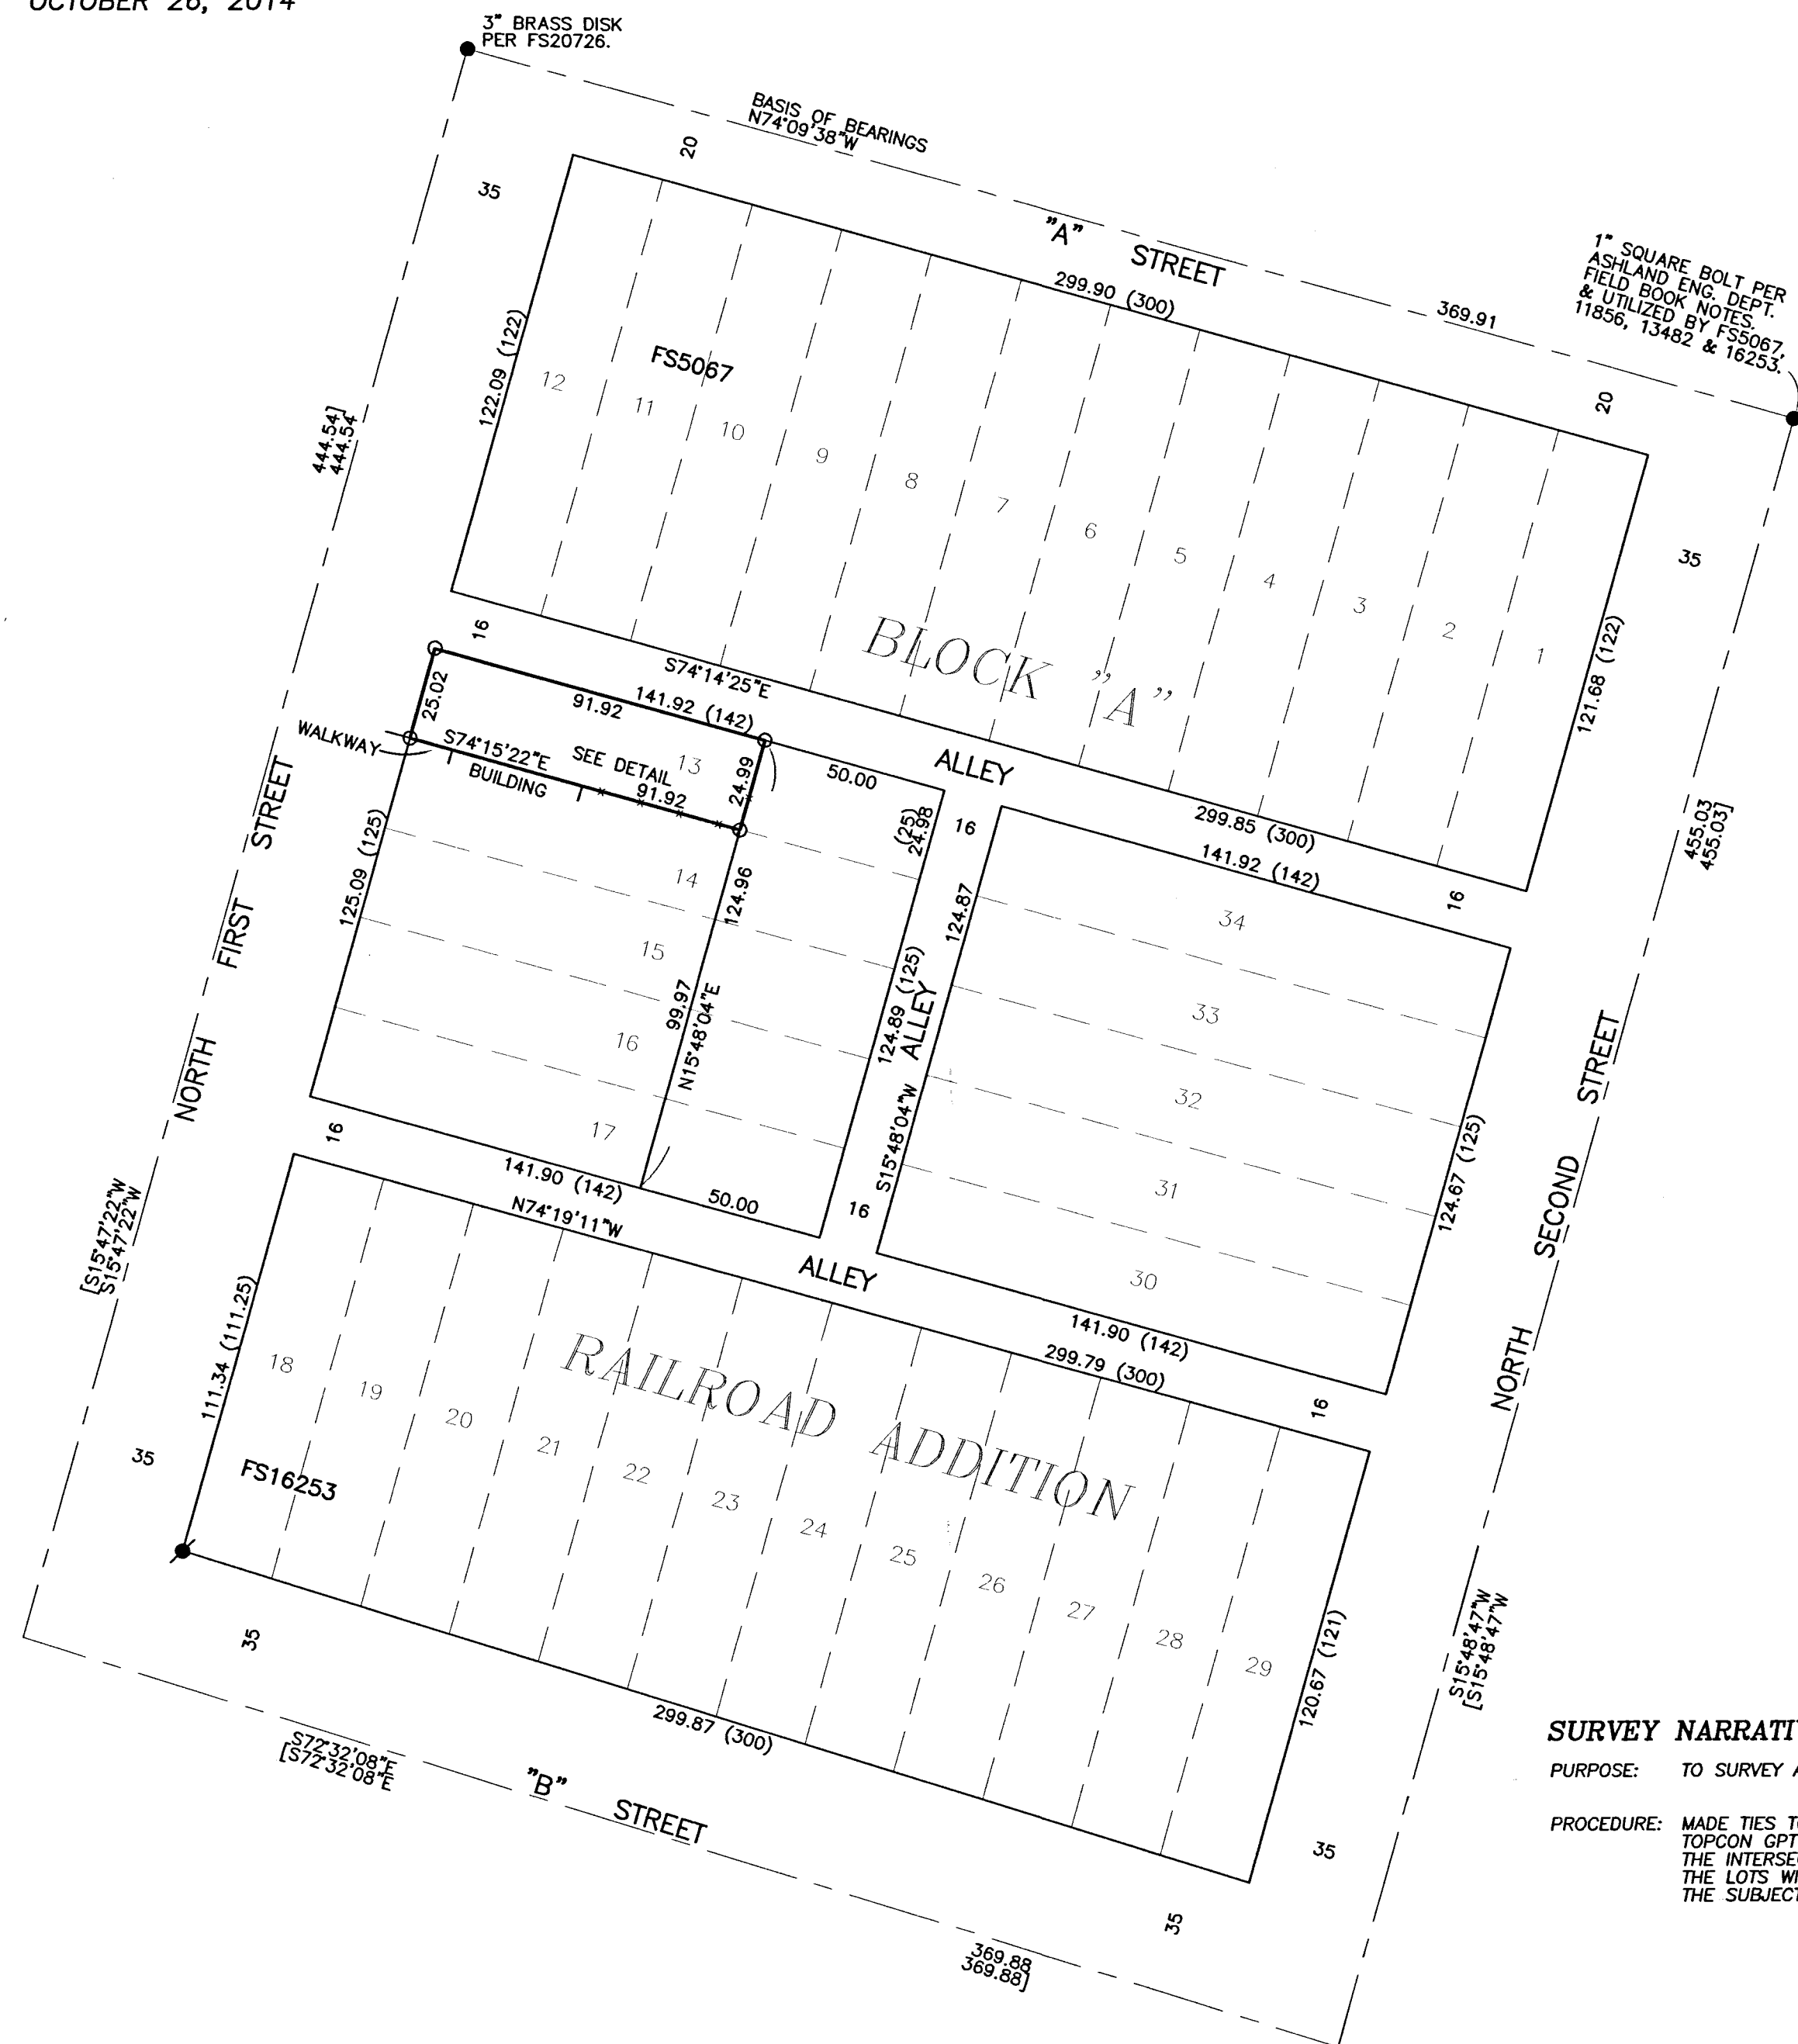 OCTOBER 26, 2014
3" BRASS DISK
PER FS20726.
BASIS OF BEARINGS
N74°09'38"W
20
35
"A" STREET
299.90 (300)
369.91
1" SQUARE BOLT PER
ASHLAND ENG. DEPT.
FIELD BOOK NOTES.
& UTILIZED BY FS5067,
11856, 13482 & 16253.
20
35
122.09 (122)
FS5067
12
11
10
9
8
7
6
5
4
3
2
1
444.54]
444.54
121.68 (122)
BLOCK "A"
16
S74°14'25"E
141.92 (142)
91.92
25.02
WALKWAY
S74°15'22"E
SEE DETAIL
13
BUILDING
91.92
24.99
50.00
ALLEY
(25)
24.98
16
299.85 (300)
141.92 (142)
16
455.03
455.03]
NORTH FIRST STREET
125.09 (125)
14
124.96
15
99.97
N15°48'04"E
16
17
124.89 (125)
ALLEY
124.87
S15°48'04"W
34
33
32
31
30
124.67 (125)
NORTH SECOND STREET
16
141.90 (142)
50.00
16
N74°19'11"W
ALLEY
141.90 (142)
299.79 (300)
16
[S15°47'22"W
S15°47'22"W
111.34 (111.25)
RAILROAD ADDITION
18
19
20
21
22
23
24
25
26
27
28
29
35
FS16253
35
299.87 (300)
120.67 (121)
S15°48'47"W
[S15°48'47"W
S72°32'08"E
[S72°32'08"E
"B" STREET
35
35
369.88
369.88]
SURVEY NARRATI
PURPOSE: TO SURVEY A
PROCEDURE: MADE TIES TO
TOPCON GPT
THE INTERSE
THE LOTS WI
THE SUBJECT